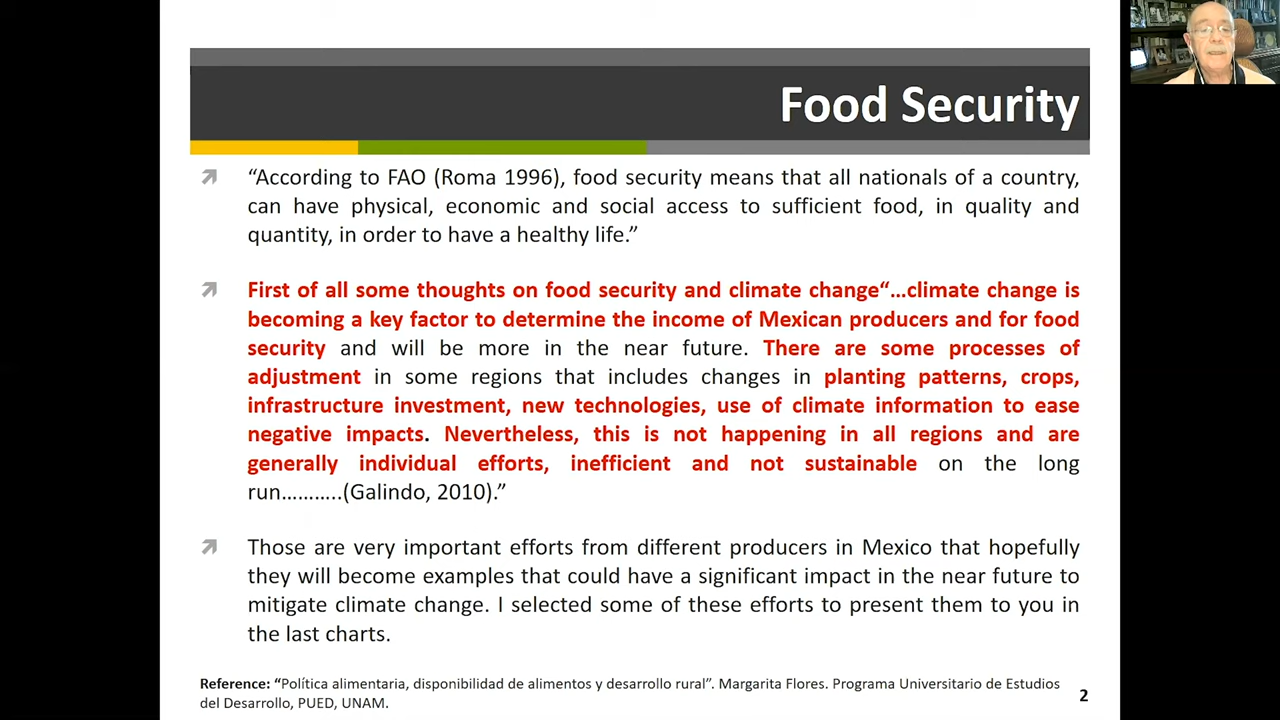 Food Security
“According to FAO (Roma 1996), food security means that all nationals of a country,
can have physical, economic and social access to sufficient food, in quality and
quantity, in order to have a healthy life.”
First of all some thoughts on food security and climate change“…climate change is
becoming a key factor to determine the income of Mexican producers and for food
security and will be more in the near future. There are some processes of
adjustment in some regions that includes changes in planting patterns, crops,
infrastructure investment, new technologies, use of climate information to ease
negative impacts. Nevertheless, this is not happening in all regions and are
generally individual efforts, inefficient and not sustainable on the long
run………..(Galindo, 2010).”
Those are very important efforts from different producers in Mexico that hopefully
they will become examples that could have a significant impact in the near future to
mitigate climate change. I selected some of these efforts to present them to you in
the last charts.
Reference: “Política alimentaria, disponibilidad de alimentos y desarrollo rural”. Margarita Flores. Programa Universitario de Estudios
del Desarrollo, PUED, UNAM.
2